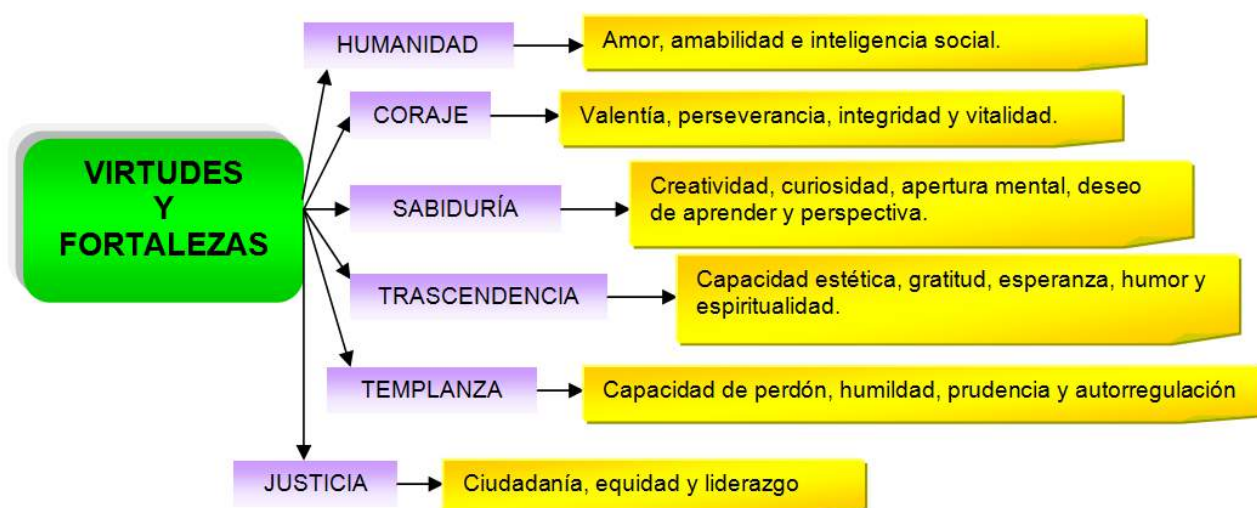 VIRTUDES
Y
FORTALEZAS
HUMANIDAD
Amor, amabilidad e inteligencia social.
CORAJE
Valentía, perseverancia, integridad y vitalidad.
SABIDURÍA
Creatividad, curiosidad, apertura mental, deseo
de aprender y perspectiva.
TRASCENDENCIA
Capacidad estética, gratitud, esperanza, humor y
espiritualidad.
TEMPLANZA
Capacidad de perdón, humildad, prudencia y autorregulación
JUSTICIA
Ciudadanía, equidad y liderazgo